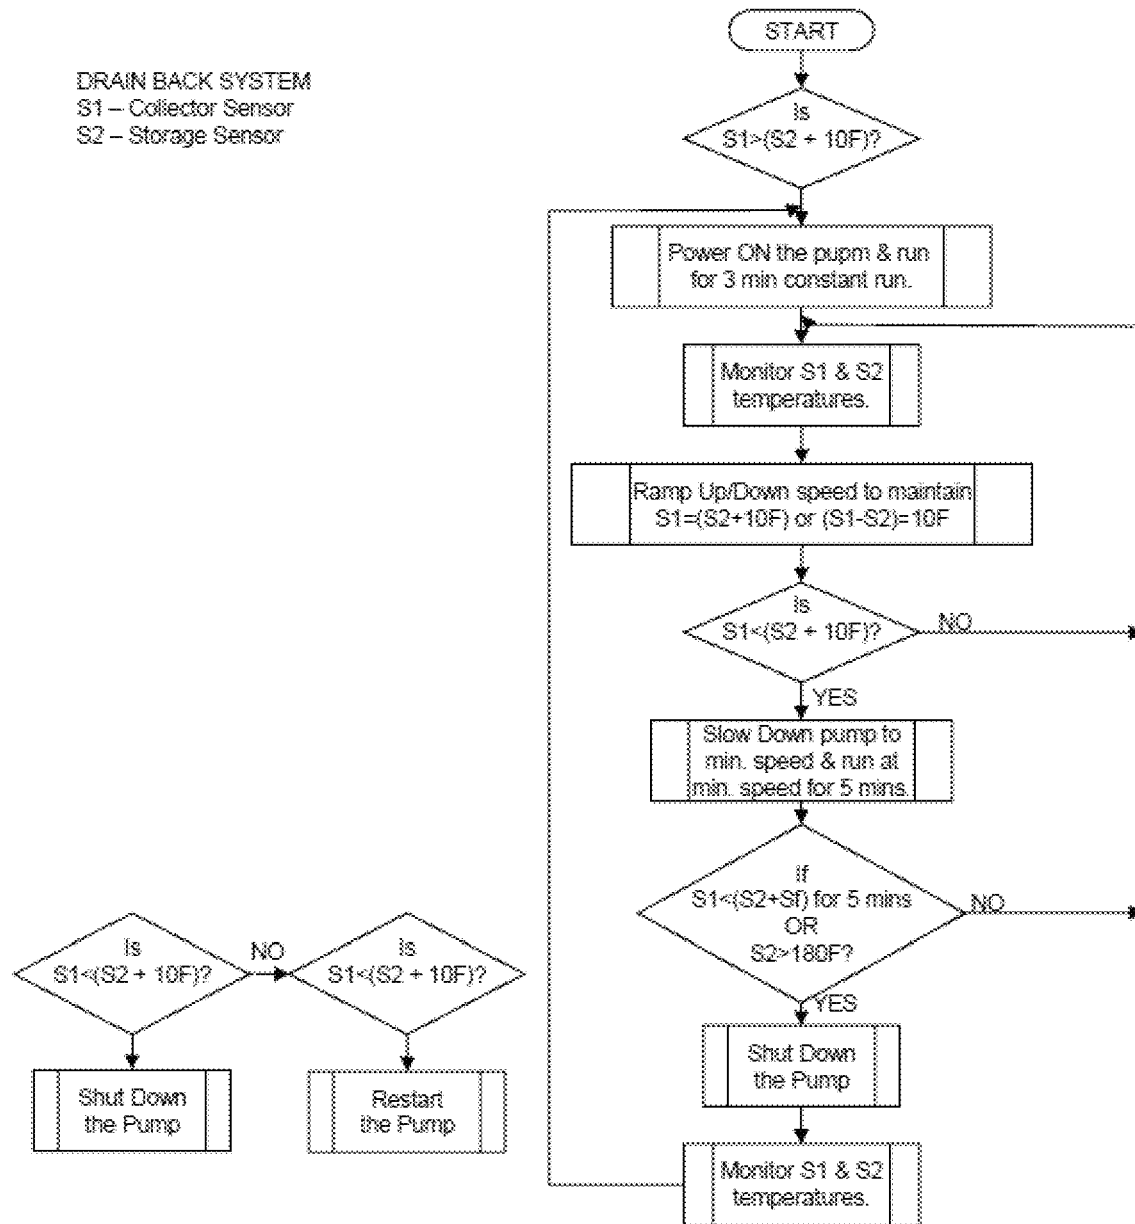 START
DRAIN BACK SYSTEM
S1 – Collector Sensor
S2 – Storage Sensor
Is
S1>(S2 + 10F)?
Power ON the pupm & run
for 3 min constant run.
Monitor S1 & S2
temperatures.
Ramp Up/Down speed to maintain
S1=(S2+10F) or (S1-S2)=10F
Is
S1<(S2 + 10F)?
NO
YES
Slow Down pump to
min. speed & run at
min. speed for 5 mins.
If
S1<(S2+Sf) for 5 mins
OR
S2>180F?
NO
YES
Shut Down
the Pump
Monitor S1 & S2
temperatures.
Is
S1<(S2 + 10F)?
NO
Is
S1<(S2 + 10F)?
Shut Down
the Pump
Restart
the Pump